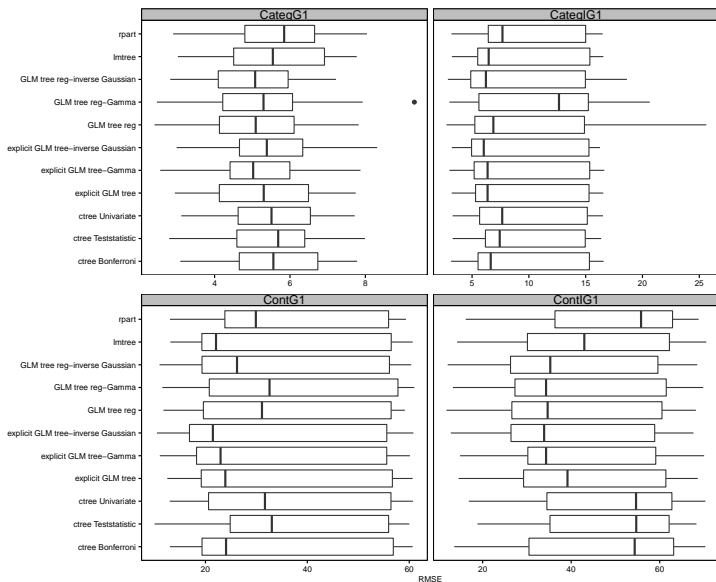 CategG1
CategIG1
rpart
lmtree
GLM tree reg−inverse Gaussian
GLM tree reg−Gamma
GLM tree reg
explicit GLM tree−inverse Gaussian
explicit GLM tree−Gamma
explicit GLM tree
ctree Univariate
ctree Teststatistic
ctree Bonferroni
4 6 8
5 10 15 20 25
ContG1
ContIG1
rpart
lmtree
GLM tree reg−inverse Gaussian
GLM tree reg−Gamma
GLM tree reg
explicit GLM tree−inverse Gaussian
explicit GLM tree−Gamma
explicit GLM tree
ctree Univariate
ctree Teststatistic
ctree Bonferroni
20 40 60
20 40 60
RMSE